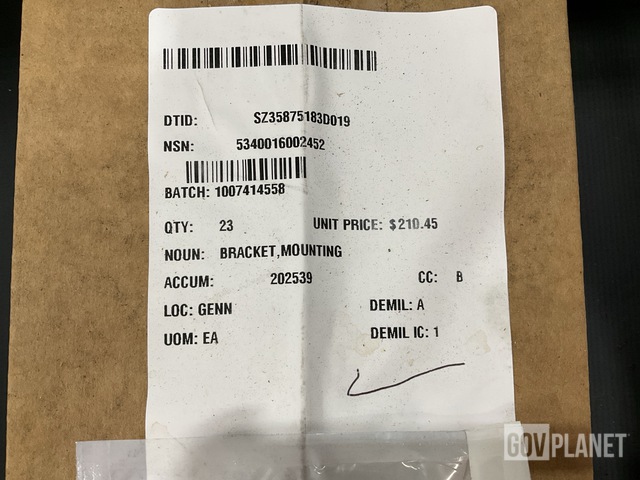 DTID: SZ35875183D019
NSN: 5340016002452
BATCH: 1007414558
QTY: 23 UNIT PRICE: $210.45
NOUN: BRACKET,MOUNTING
ACCUM: 202539 CC: B
LOC: GENN DEMIL: A
UOM: EA DEMIL IC: 1
GOVPLANET